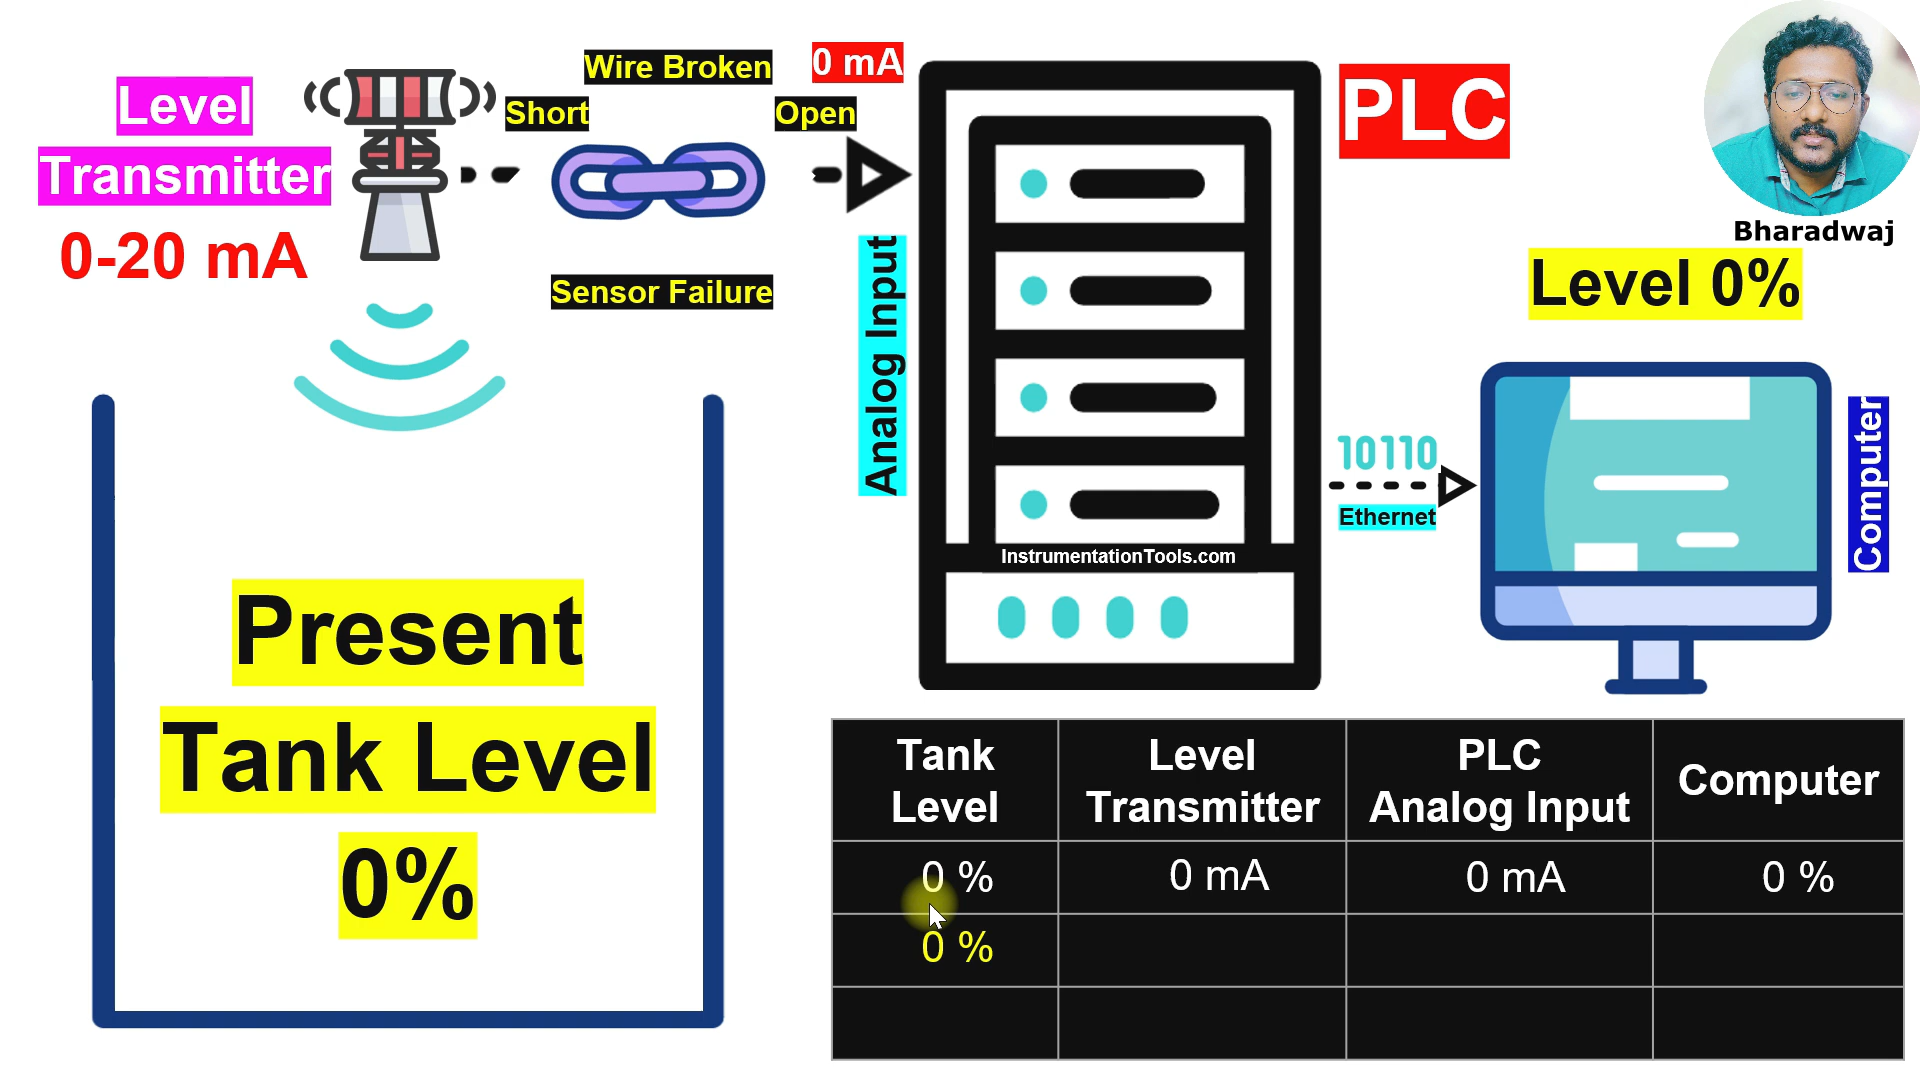 Level
Transmitter
0-20 mA
Wire Broken
0 mA
Short
Open
Sensor Failure
Analog Input
PLC
Bharadwaj
Level 0%
10110
Ethernet
Computer
InstrumentationTools.com
Present
Tank Level
0%
Tank
Level
Level
Transmitter
PLC
Analog Input
Computer
0 %
0 mA
0 mA
0 %
0 %